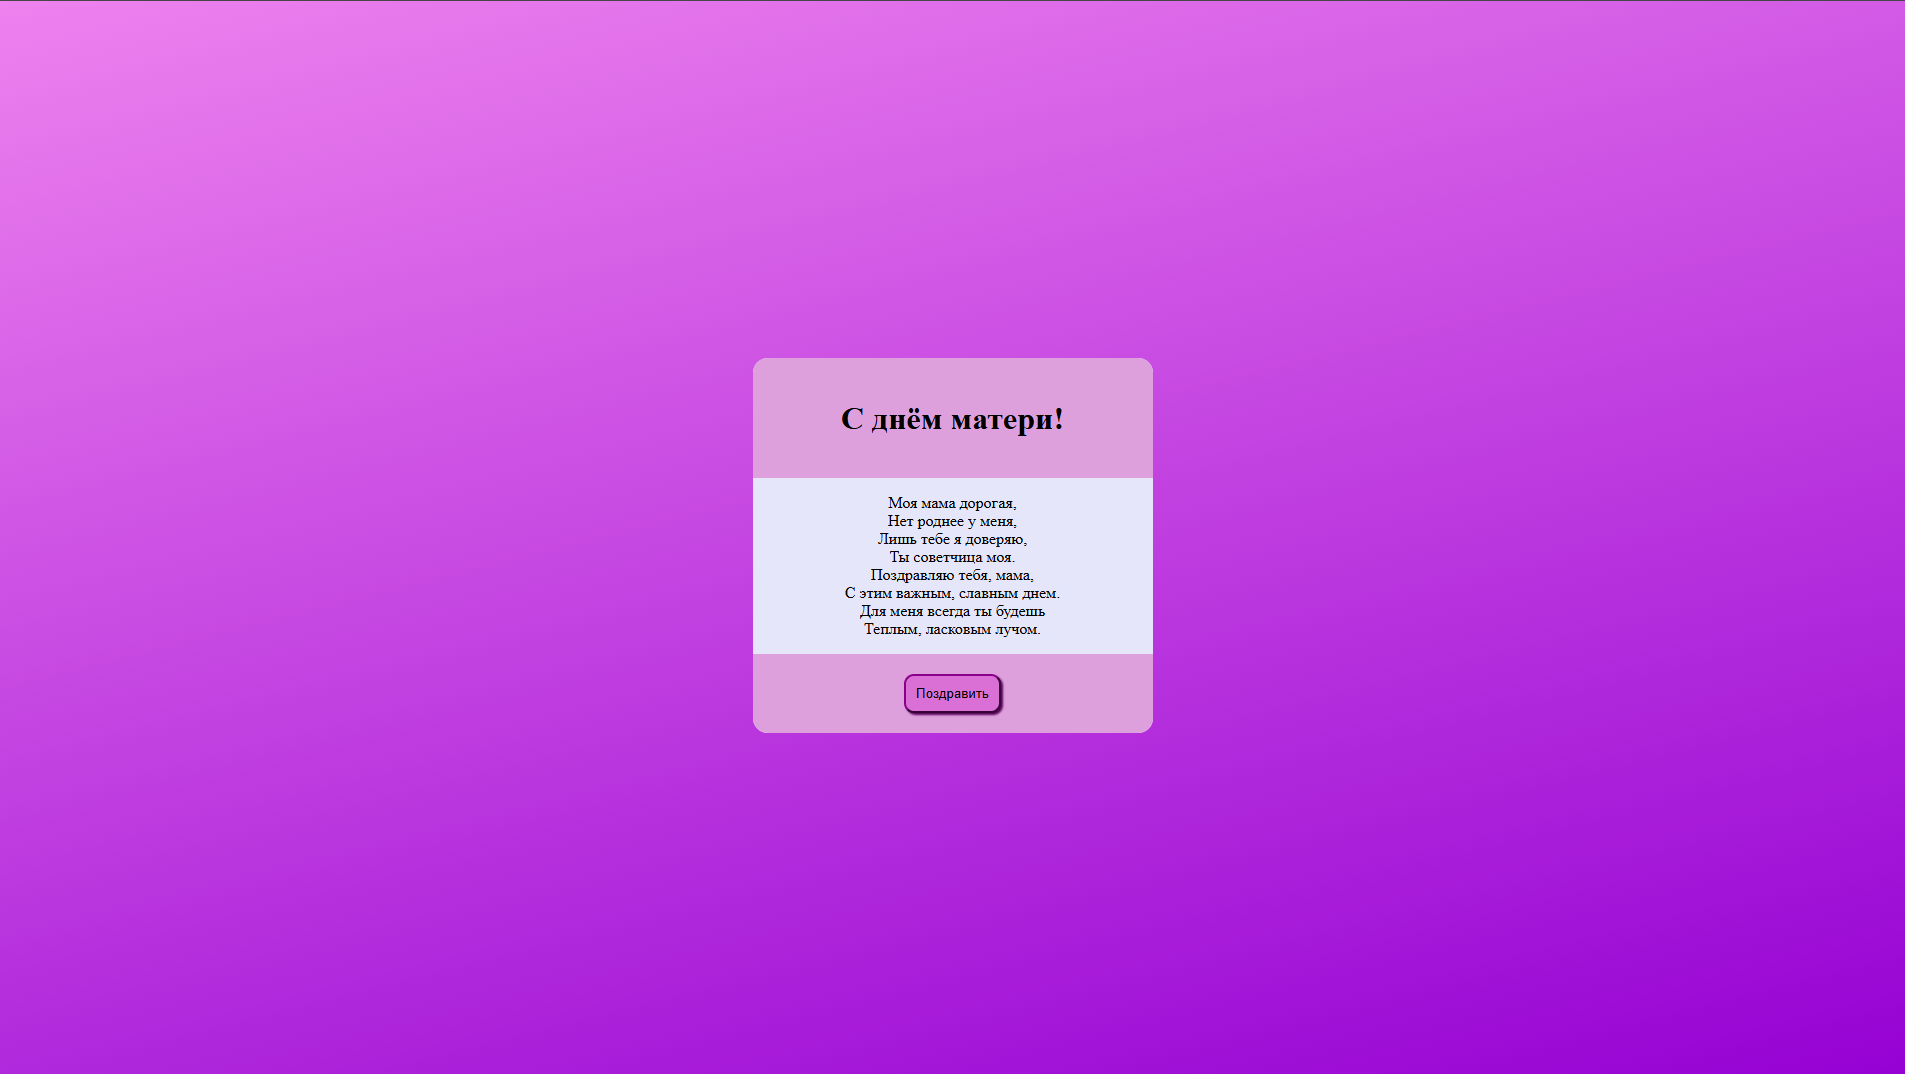 С днём матери!
Моя мама дорогая,
Нет роднее у меня,
Лишь тебе я доверяю,
Ты советчица моя.
Поздравляю тебя, мама,
С этим важным, славным днем.
Для меня всегда ты будешь
Теплым, ласковым лучом.
Поздравить